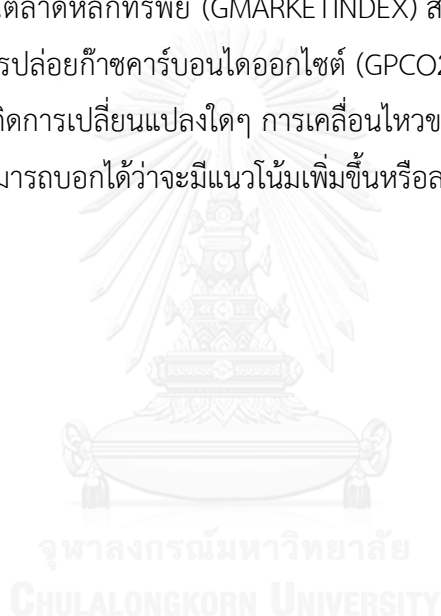 ตลาดหลักทรัพย์ (GMARKETINDEX) ส
รปล่อยก๊าซคาร์บอนไดออกไซต์ (GPCO2
กิดการเปลี่ยนแปลงใดๆ การเคลื่อนไหวข
มารถบอกได้ว่าจะมีแนวโน้มเพิ่มขึ้นหรือล
จุฬาลงกรณ์มหาวิทยาลัย
CHULALONGKORN UNIVERSITY